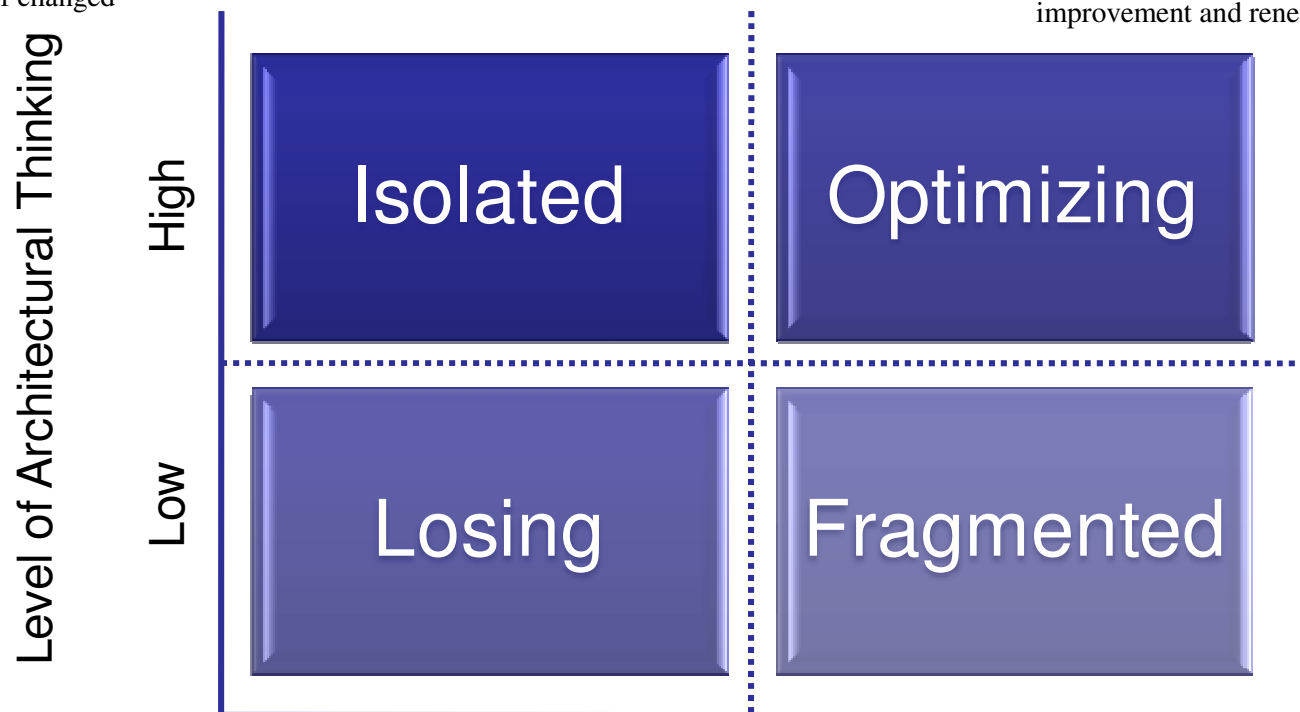 changed
improvement and rene
Level of Architectural Thinking
High
Isolated
Optimizing
Low
Losing
Fragmented